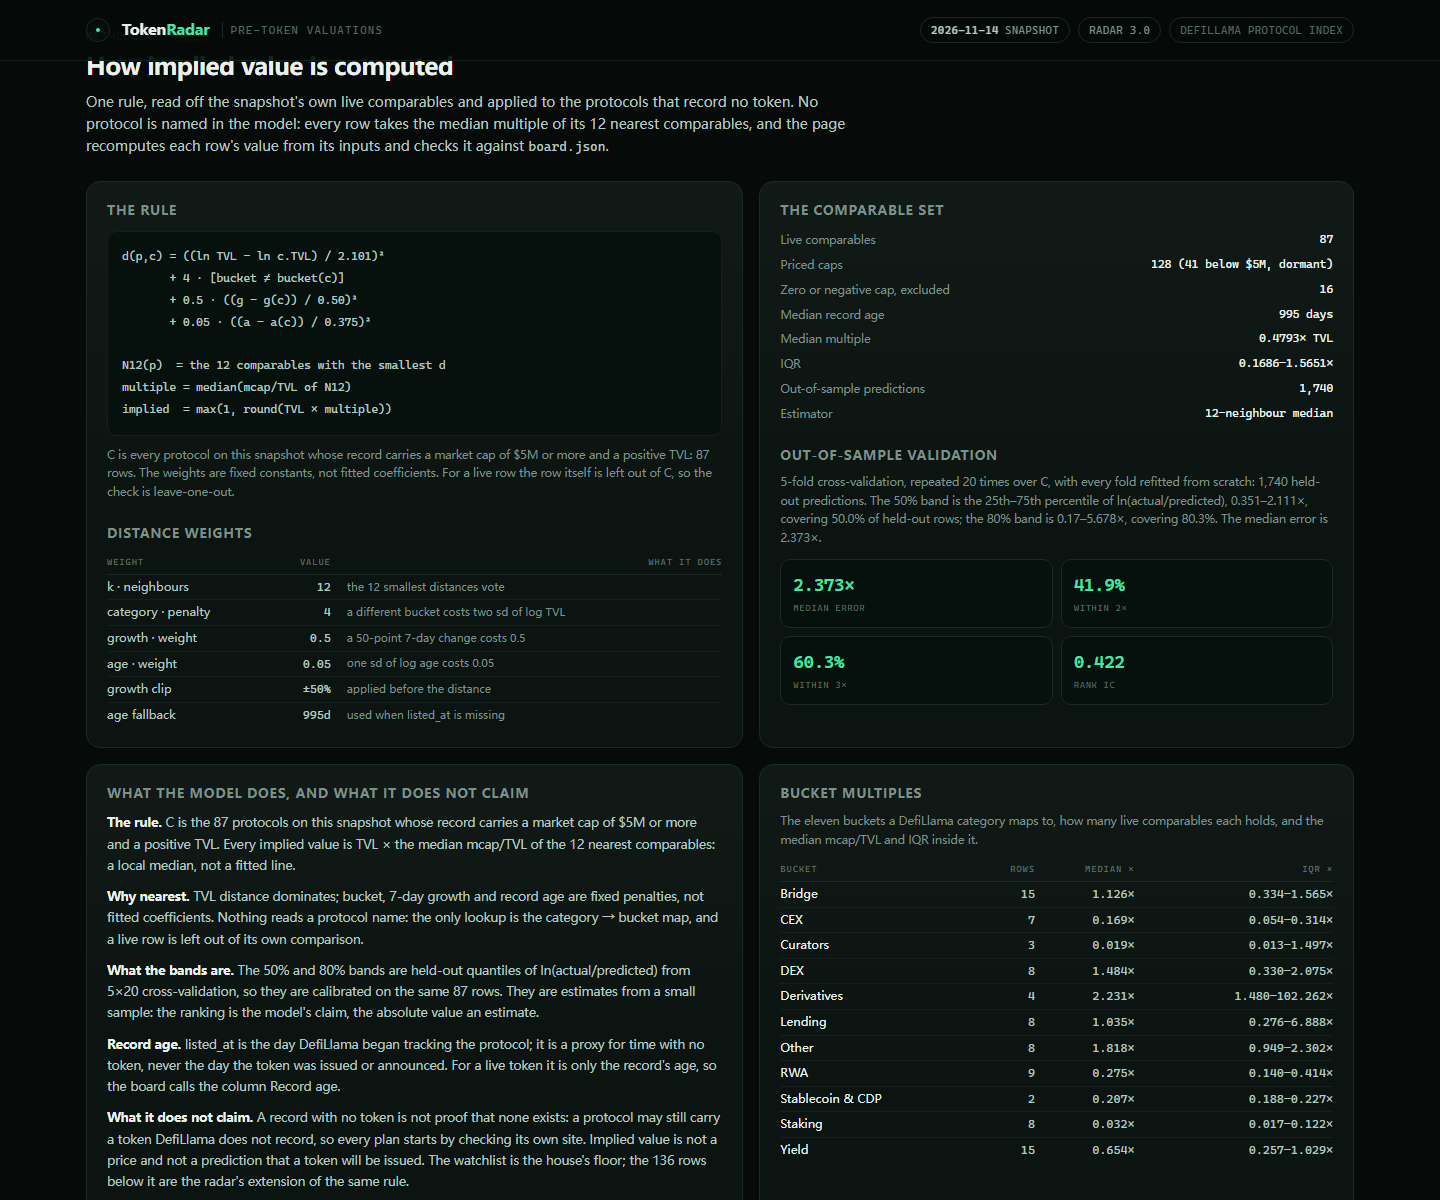 TokenRadar
PRE-TOKEN VALUATIONS
2026-11-14 SNAPSHOT
RADAR 3.0
DEFILLAMA PROTOCOL INDEX
How implied value is computed
One rule, read off the snapshot's own live comparables and applied to the protocols that record no token. No
protocol is named in the model: every row takes the median multiple of its 12 nearest comparables, and the page
recomputes each row's value from its inputs and checks it against board.json.
THE RULE
d(p,c) = ((ln TVL − ln c.TVL) / 2.101)²
+ 4 · [bucket ≠ bucket(c)]
+ 0.5 · ((g − g(c)) / 0.50)²
+ 0.05 · ((a − a(c)) / 0.375)²
N12(p) = the 12 comparables with the smallest d
multiple = median(mcap/TVL of N12)
implied = max(1, round(TVL × multiple))
C is every protocol on this snapshot whose record carries a market cap of $5M or more and a positive TVL: 87
rows. The weights are fixed constants, not fitted coefficients. For a live row the row itself is left out of C, so the
check is leave-one-out.
DISTANCE WEIGHTS
WEIGHT VALUE WHAT IT DOES
k · neighbours 12 the 12 smallest distances vote
category · penalty 4 a different bucket costs two sd of log TVL
growth · weight 0.5 a 50-point 7-day change costs 0.5
age · weight 0.05 one sd of log age costs 0.05
growth clip ±50% applied before the distance
age fallback 995d used when listed_at is missing
THE COMPARABLE SET
Live comparables 87
Priced caps 128 (41 below $5M, dormant)
Zero or negative cap, excluded 16
Median record age 995 days
Median multiple 0.4793× TVL
IQR 0.1686–1.5651×
Out-of-sample predictions 1,740
Estimator 12-neighbour median
OUT-OF-SAMPLE VALIDATION
5-fold cross-validation, repeated 20 times over C, with every fold refitted from scratch: 1,740 held-
out predictions. The 50% band is the 25th–75th percentile of ln(actual/predicted), 0.351–2.111×,
covering 50.0% of held-out rows; the 80% band is 0.17–5.678×, covering 80.3%. The median error is
2.373×.
2.373×
MEDIAN ERROR
41.9%
WITHIN 2×
60.3%
WITHIN 3×
0.422
RANK IC
WHAT THE MODEL DOES, AND WHAT IT DOES NOT CLAIM
The rule. C is the 87 protocols on this snapshot whose record carries a market cap of $5M or more
and a positive TVL. Every implied value is TVL × the median mcap/TVL of the 12 nearest comparables:
a local median, not a fitted line.
Why nearest. TVL distance dominates; bucket, 7-day growth and record age are fixed penalties, not
fitted coefficients. Nothing reads a protocol name: the only lookup is the category → bucket map, and
a live row is left out of its own comparison.
What the bands are. The 50% and 80% bands are held-out quantiles of ln(actual/predicted) from
5×20 cross-validation, so they are calibrated on the same 87 rows. They are estimates from a small
sample: the ranking is the model's claim, the absolute value an estimate.
Record age. listed_at is the day DefiLlama began tracking the protocol; it is a proxy for time with no
token, never the day the token was issued or announced. For a live token it is only the record's age, so
the board calls the column Record age.
What it does not claim. A record with no token is not proof that none exists: a protocol may still carry
a token DefiLlama does not record, so every plan starts by checking its own site. Implied value is not a
price and not a prediction that a token will be issued. The watchlist is the house's floor; the 136 rows
below it are the radar's extension of the same rule.
BUCKET MULTIPLES
The eleven buckets a DefiLlama category maps to, how many live comparables each holds, and the
median mcap/TVL and IQR inside it.
BUCKET ROWS MEDIAN × IQR ×
Bridge 15 1.126× 0.334–1.565×
CEX 7 0.169× 0.054–0.314×
Curators 3 0.019× 0.013–1.497×
DEX 8 1.484× 0.330–2.075×
Derivatives 4 2.231× 1.480–102.262×
Lending 8 1.035× 0.276–6.888×
Other 8 1.818× 0.949–2.302×
RWA 9 0.275× 0.140–0.414×
Stablecoin & CDP 2 0.207× 0.188–0.227×
Staking 8 0.032× 0.017–0.122×
Yield 15 0.654× 0.257–1.029×